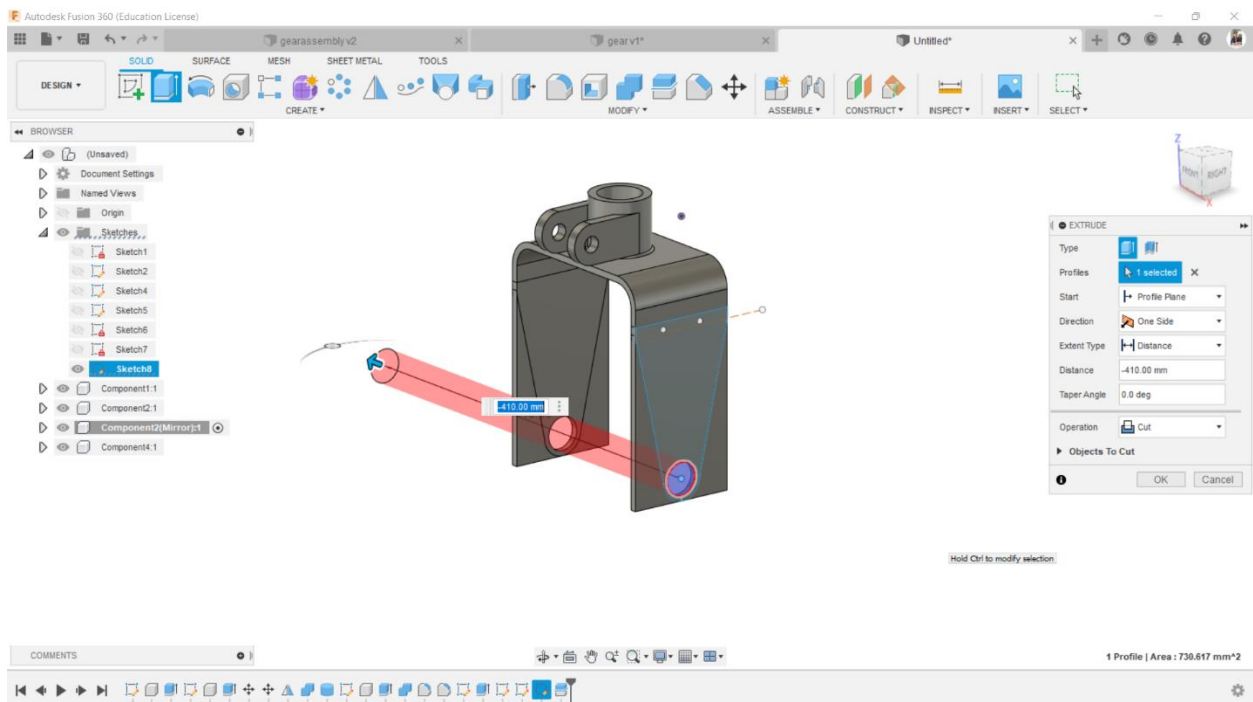 Autodesk Fusion 360 (Education License)
gearassembly v2
gear v1*
Untitled*
SOLID SURFACE MESH SHEET METAL TOOLS
DESIGN
CREATE MODIFY ASSEMBLE CONSTRUCT INSPECT INSERT SELECT
BROWSER
(Unsaved)
Document Settings
Named Views
Origin
Sketches
Sketch1
Sketch2
Sketch4
Sketch5
Sketch6
Sketch7
Sketch8
Component1:1
Component2:1
Component2(Mirror):1
Component4:1
-410.00 mm
Z
FRONT RIGHT
X
EXTRUDE
Type
Profiles 1 selected
Start Profile Plane
Direction One Side
Extent Type Distance
Distance -410.00 mm
Taper Angle 0.0 deg
Operation Cut
Objects To Cut
OK Cancel
Hold Ctrl to modify selection
COMMENTS
1 Profile | Area : 730.617 mm^2